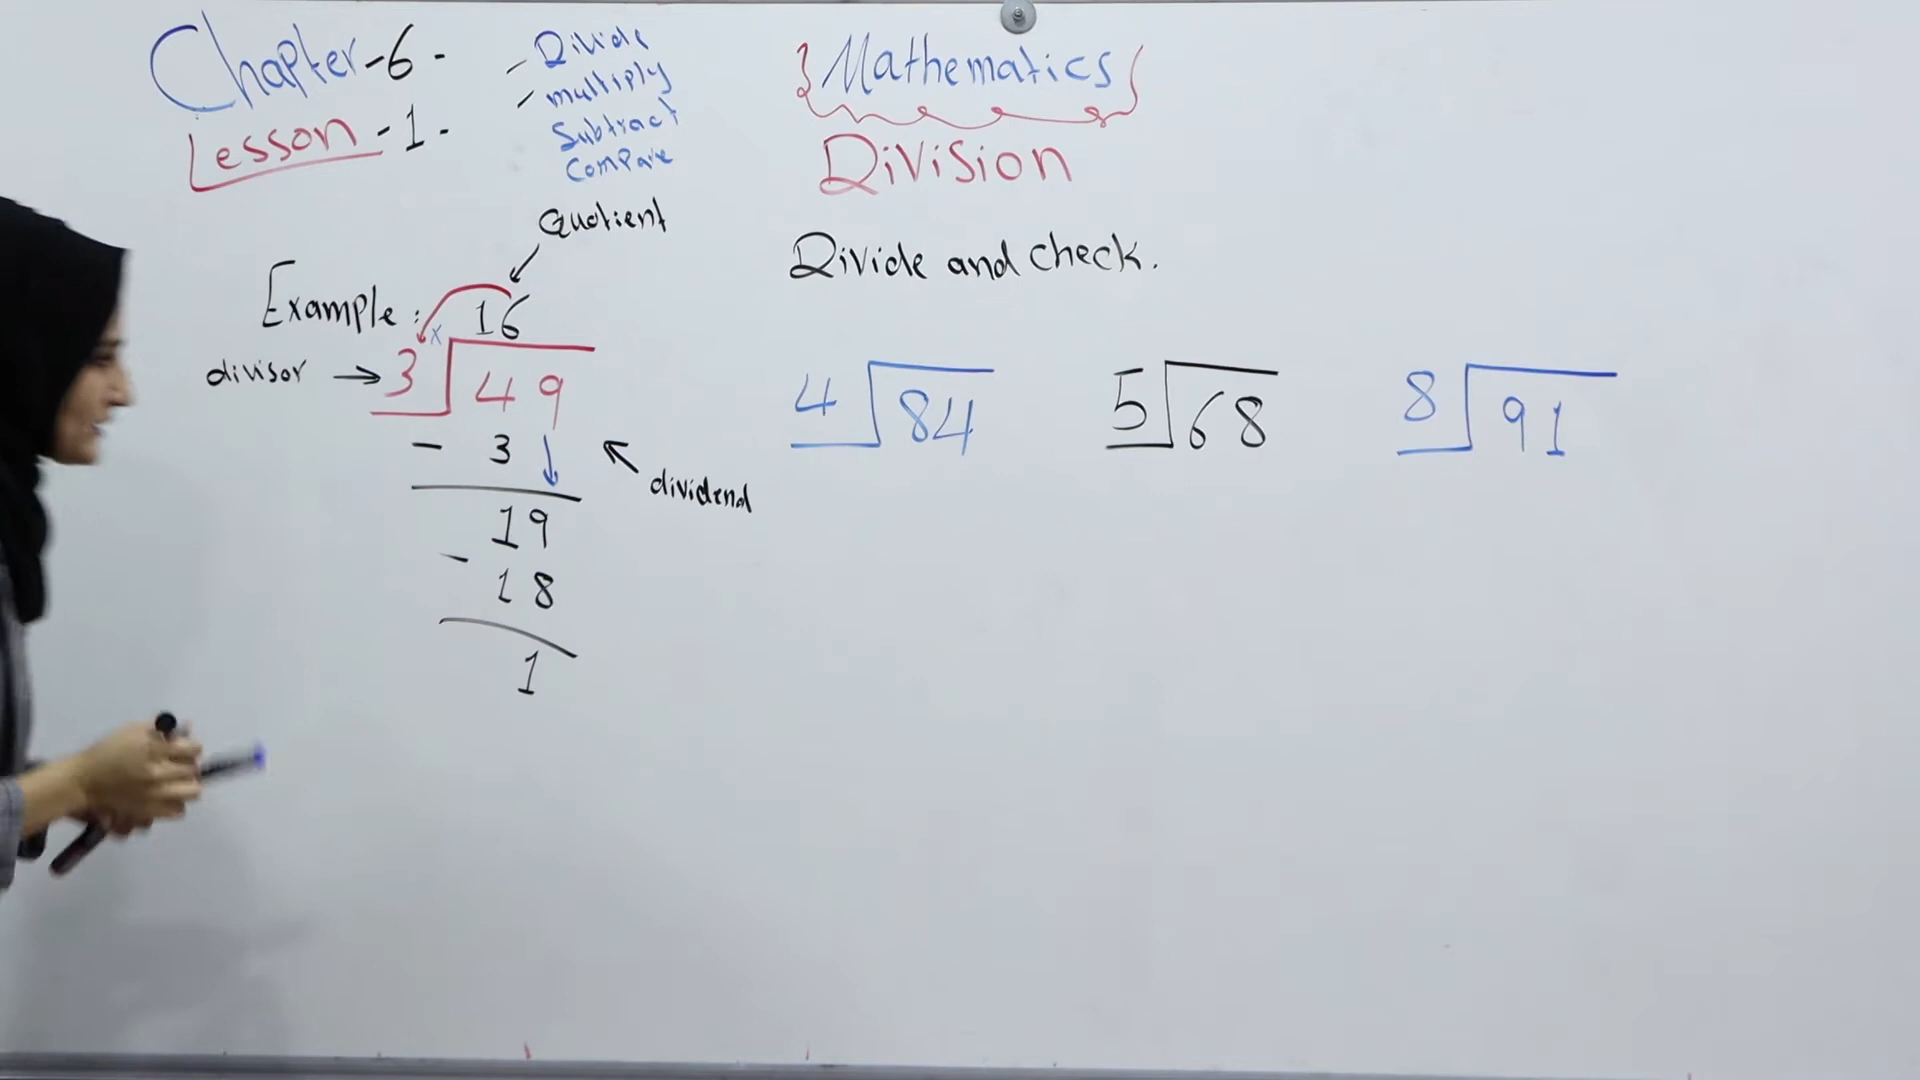 Chapter-6-
Lesson-1-
- Divide
- multiply
Subtract
Compare
{Mathematics}
Division
Quotient
Example:
16
x
divisor → 3 49
- 3
dividend
19
- 18
1
Divide and check.
4 84
5 68
8 91